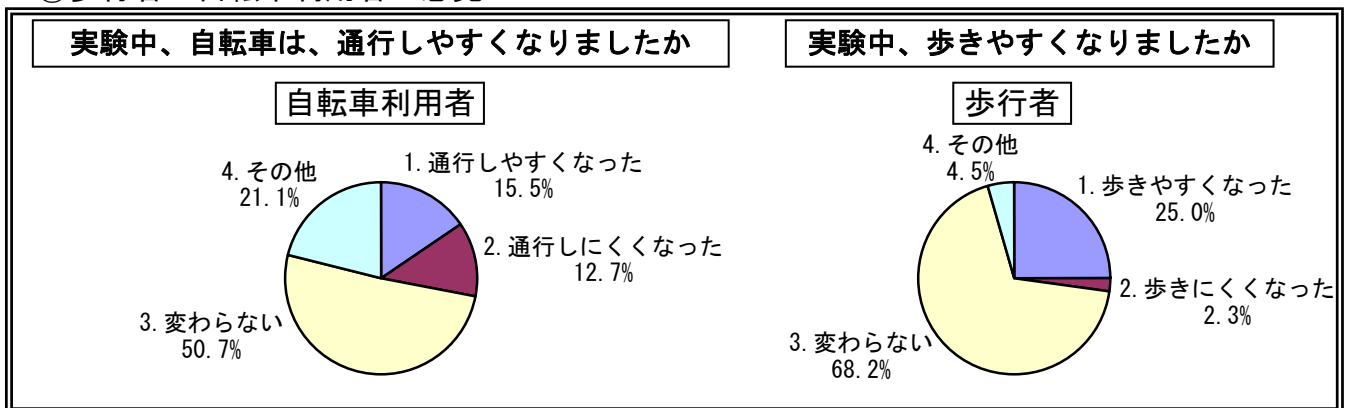 実験中、自転車は、通行しやすくなりましたか
自転車利用者
1. 通行しやすくなった
15.5%
2. 通行しにくくなった
12.7%
3. 変わらない
50.7%
4. その他
21.1%
実験中、歩きやすくなりましたか
歩行者
1. 歩きやすくなった
25.0%
2. 歩きにくくなった
2.3%
3. 変わらない
68.2%
4. その他
4.5%